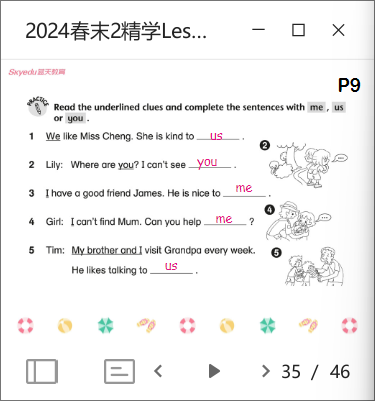 2024春末2精学Les...
Skyedu蓝天教育
P9
PRACTICE
Read the underlined clues and complete the sentences with me , us
or you .
1 We like Miss Cheng. She is kind to us .
2 Lily: Where are you? I can't see you .
3 I have a good friend James. He is nice to me .
4 Girl: I can't find Mum. Can you help me ?
5 Tim: My brother and I visit Grandpa every week.
He likes talking to us .
2
4
5
35 / 46